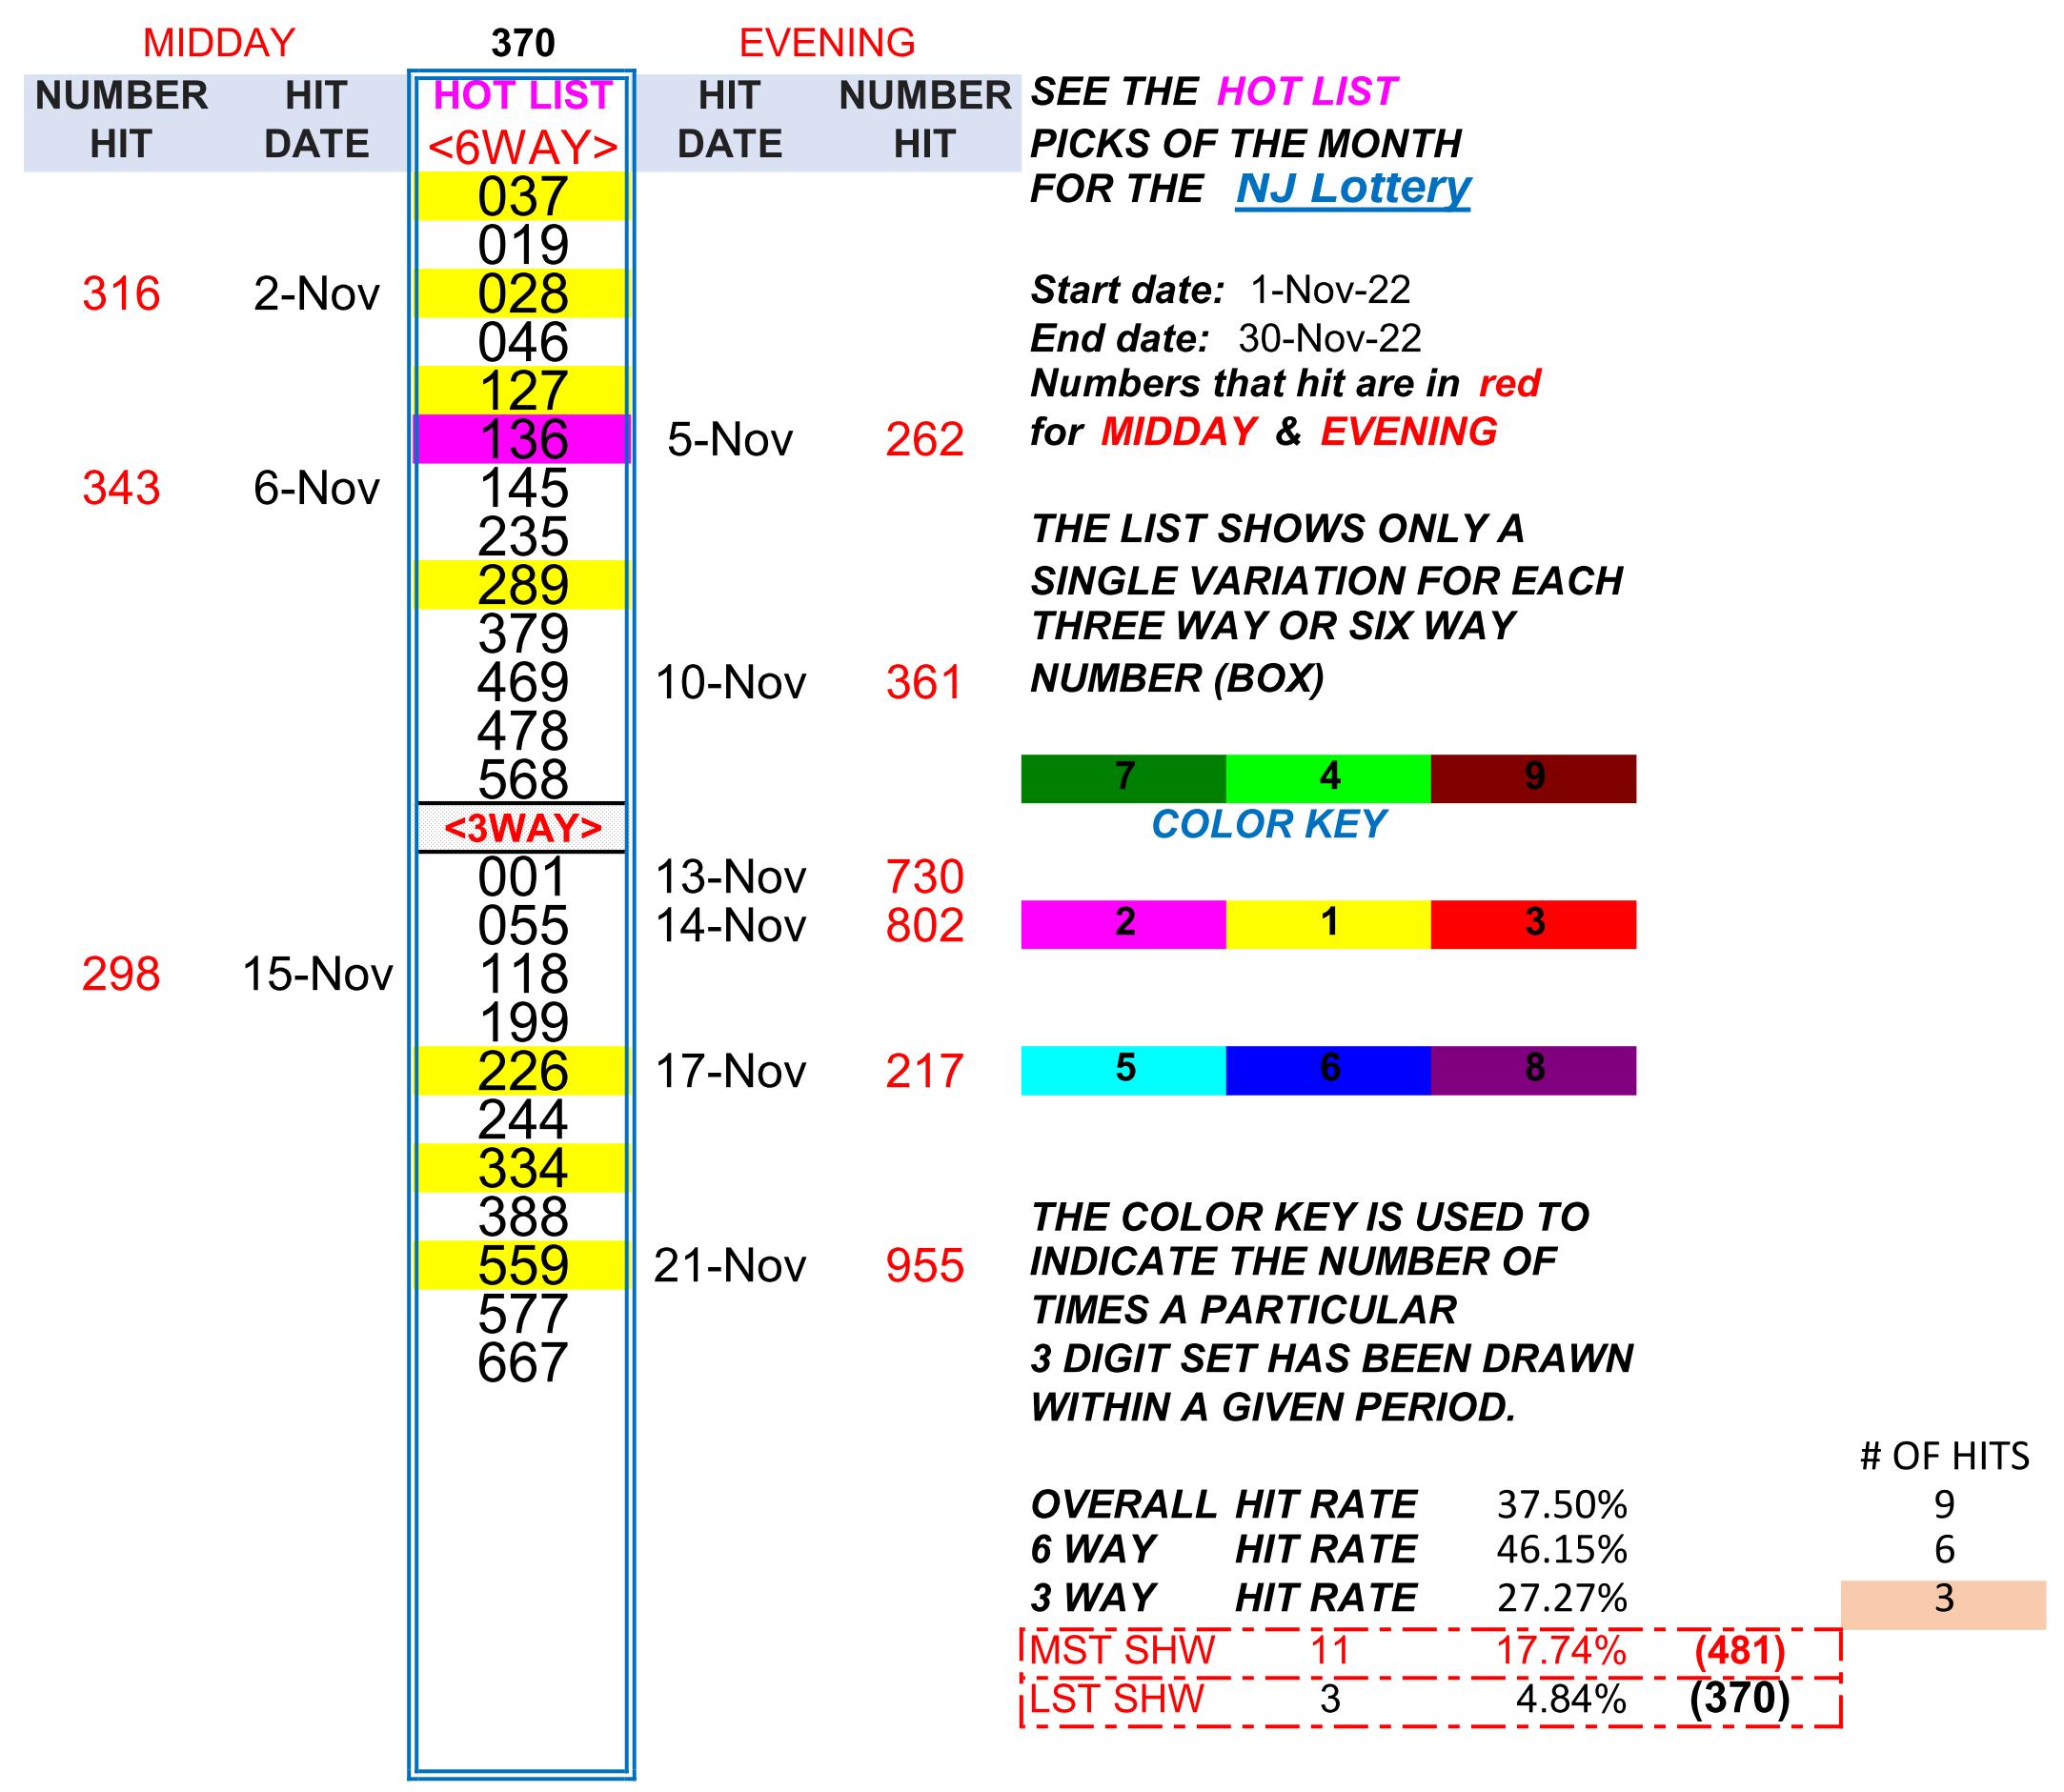 MIDDAY 370 EVENING
NUMBER HIT HOT LIST HIT NUMBER SEE THE HOT LIST
HIT DATE <6WAY> DATE HIT PICKS OF THE MONTH
037 FOR THE NJ Lottery
019
316 2-Nov 028 Start date: 1-Nov-22
046 End date: 30-Nov-22
127 Numbers that hit are in red
136 5-Nov 262 for MIDDAY & EVENING
343 6-Nov 145
235 THE LIST SHOWS ONLY A
289 SINGLE VARIATION FOR EACH
379 THREE WAY OR SIX WAY
469 10-Nov 361 NUMBER (BOX)
478
568 7 4 9
<3WAY> COLOR KEY
001 13-Nov 730
055 14-Nov 802 2 1 3
298 15-Nov 118
199
226 17-Nov 217 5 6 8
244
334
388 THE COLOR KEY IS USED TO
559 21-Nov 955 INDICATE THE NUMBER OF
577 TIMES A PARTICULAR
667 3 DIGIT SET HAS BEEN DRAWN
WITHIN A GIVEN PERIOD.
# OF HITS
OVERALL HIT RATE 37.50% 9
6 WAY HIT RATE 46.15% 6
3 WAY HIT RATE 27.27% 3
MST SHW 11 17.74% (481)
LST SHW 3 4.84% (370)